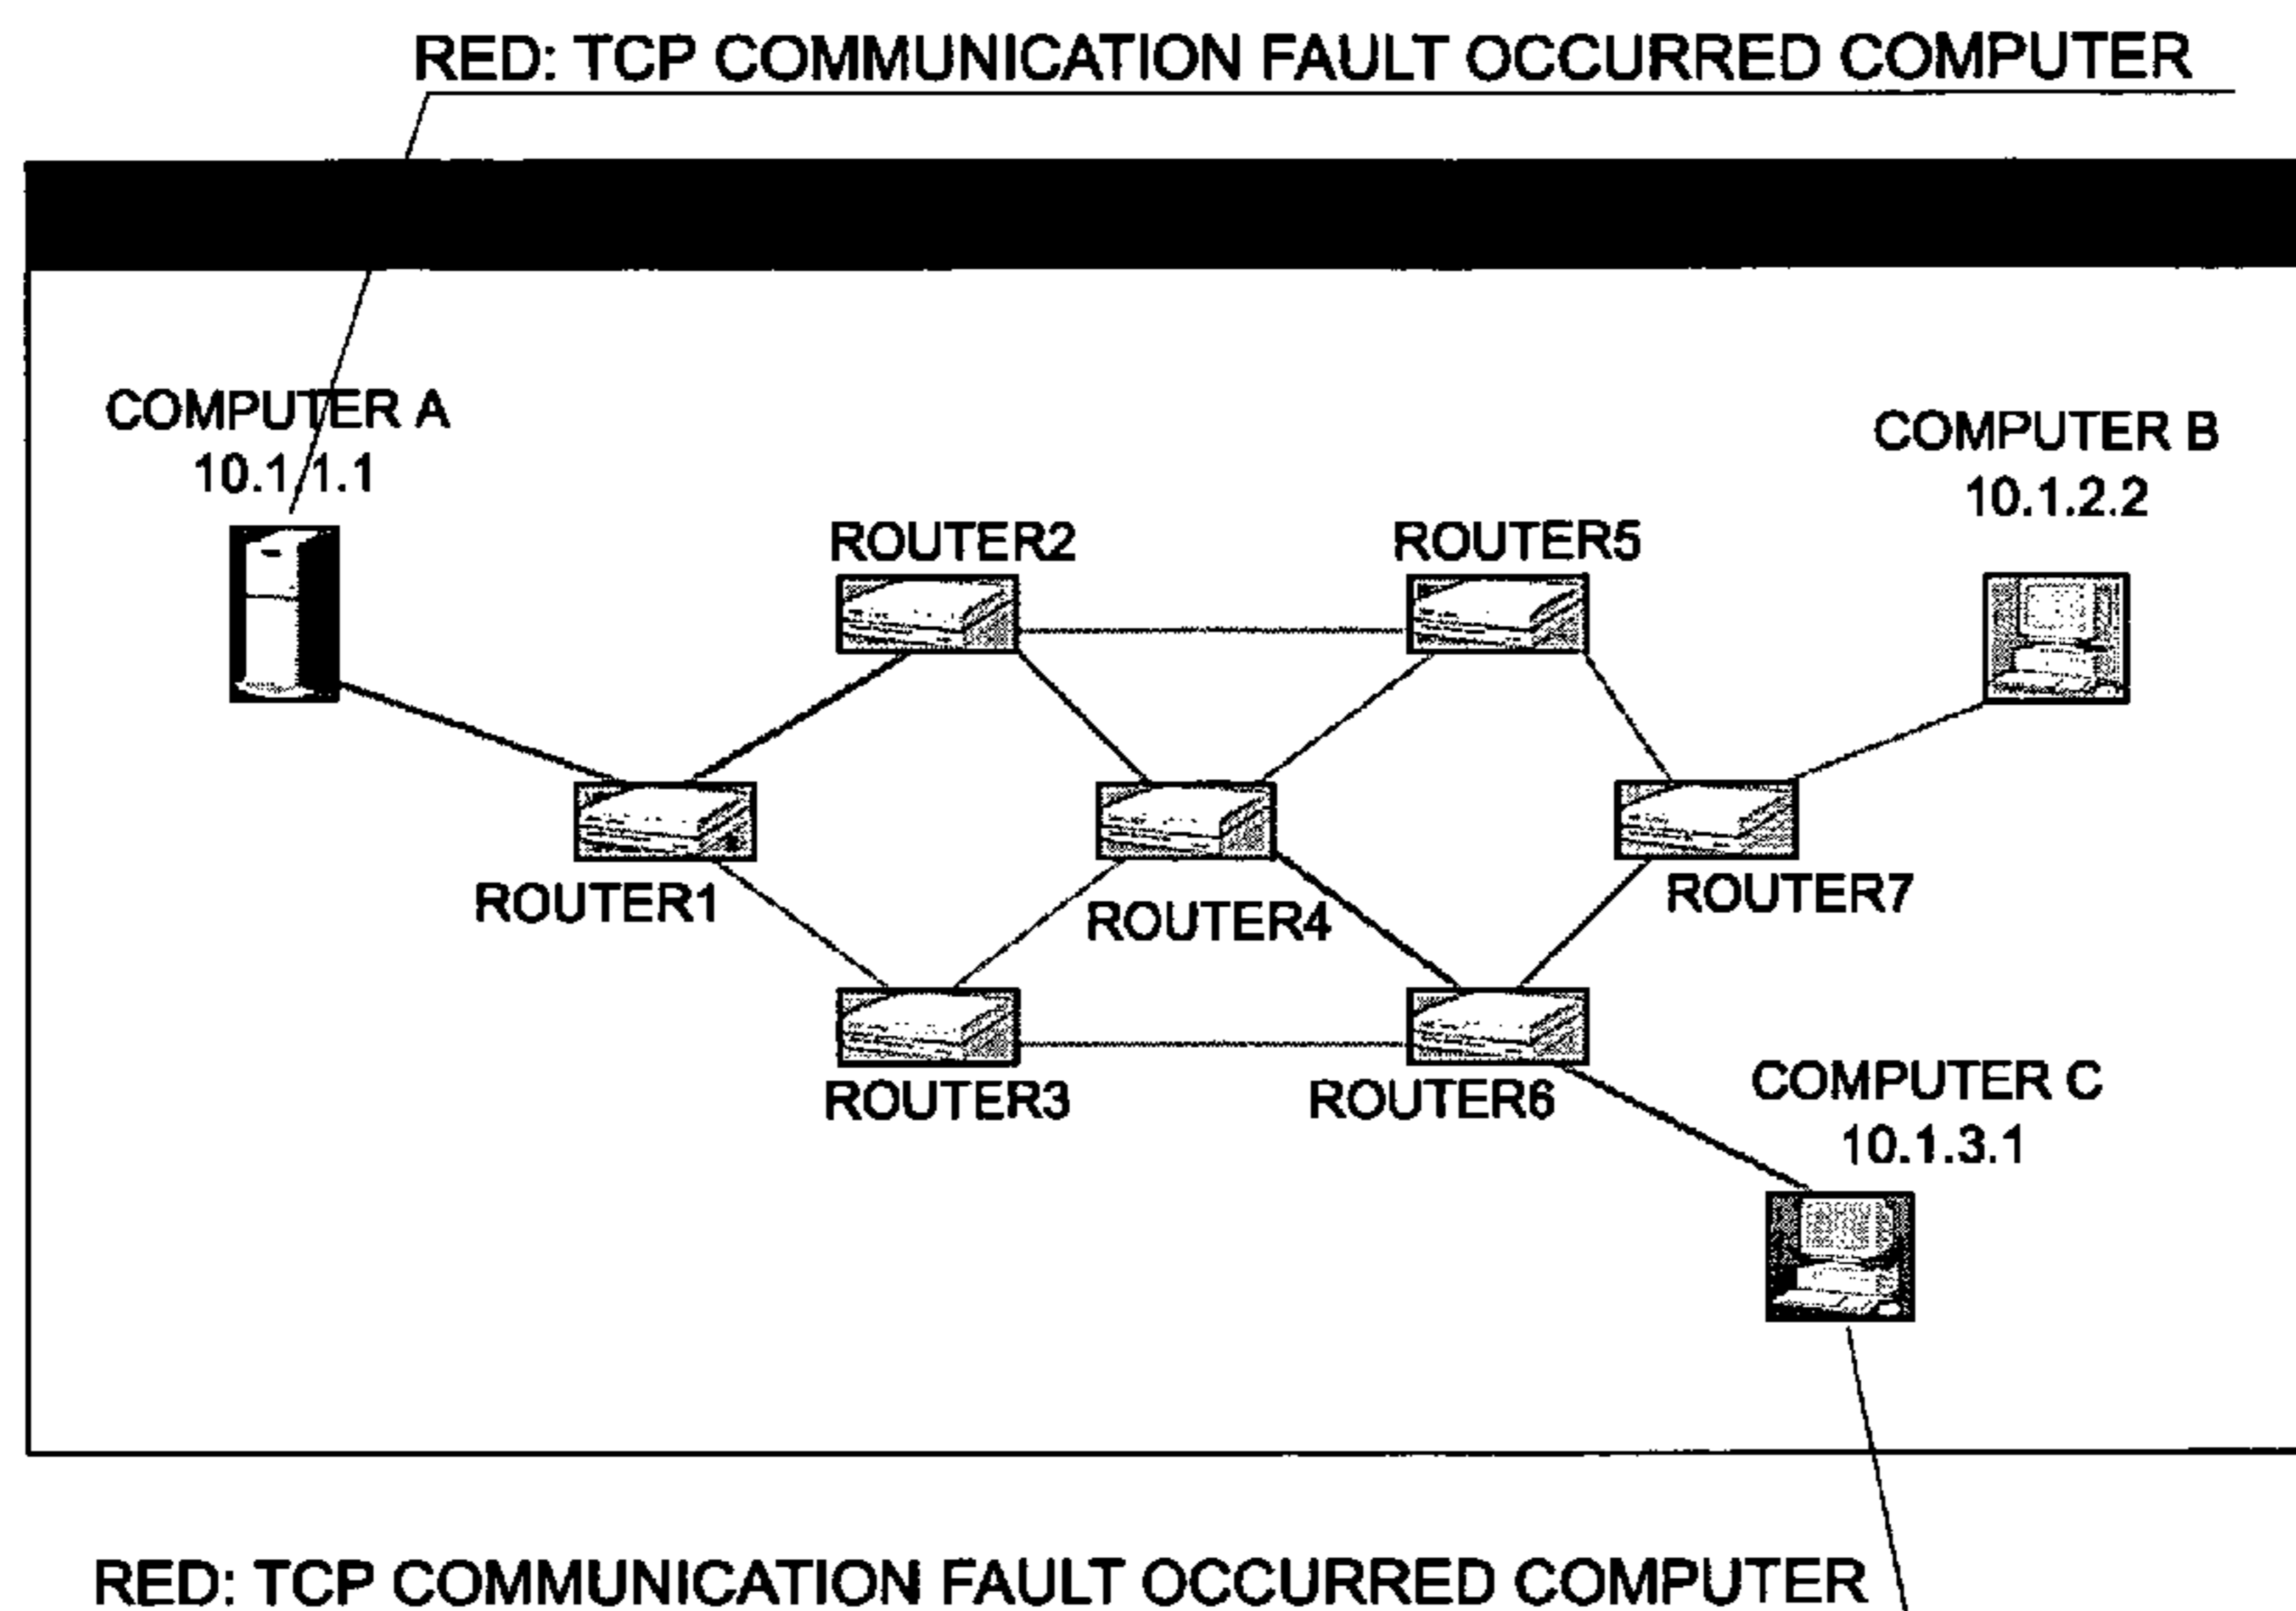 RED: TCP COMMUNICATION FAULT OCCURRED COMPUTER
COMPUTER A
10.1.1.1
COMPUTER B
10.1.2.2
ROUTER2
ROUTER5
ROUTER1
ROUTER4
ROUTER7
ROUTER3
ROUTER6
COMPUTER C
10.1.3.1
RED: TCP COMMUNICATION FAULT OCCURRED COMPUTER